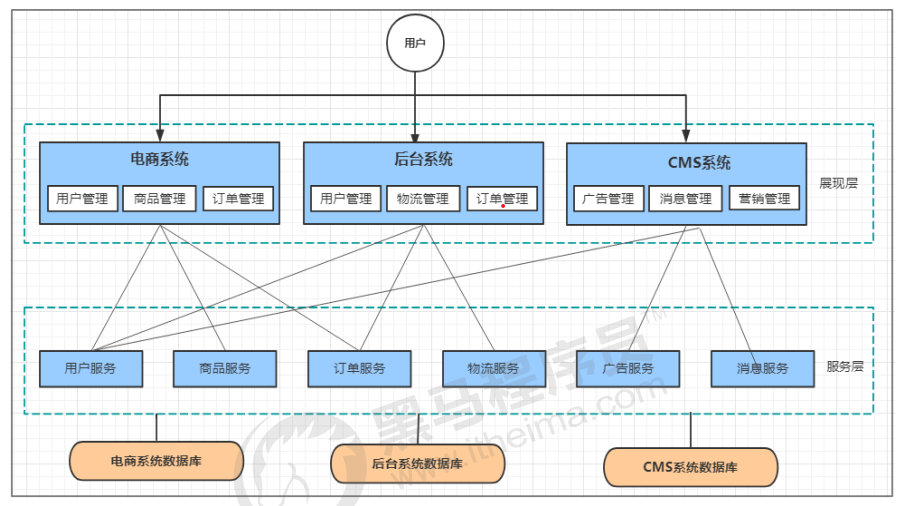 用户
电商系统
后台系统
CMS系统
用户管理 商品管理 订单管理
用户管理 物流管理 订单管理
广告管理 消息管理 营销管理
展现层
用户服务 商品服务 订单服务 物流服务 广告服务 消息服务
服务层
黑马程序员™
www.itheima.com
电商系统数据库
后台系统数据库
CMS系统数据库